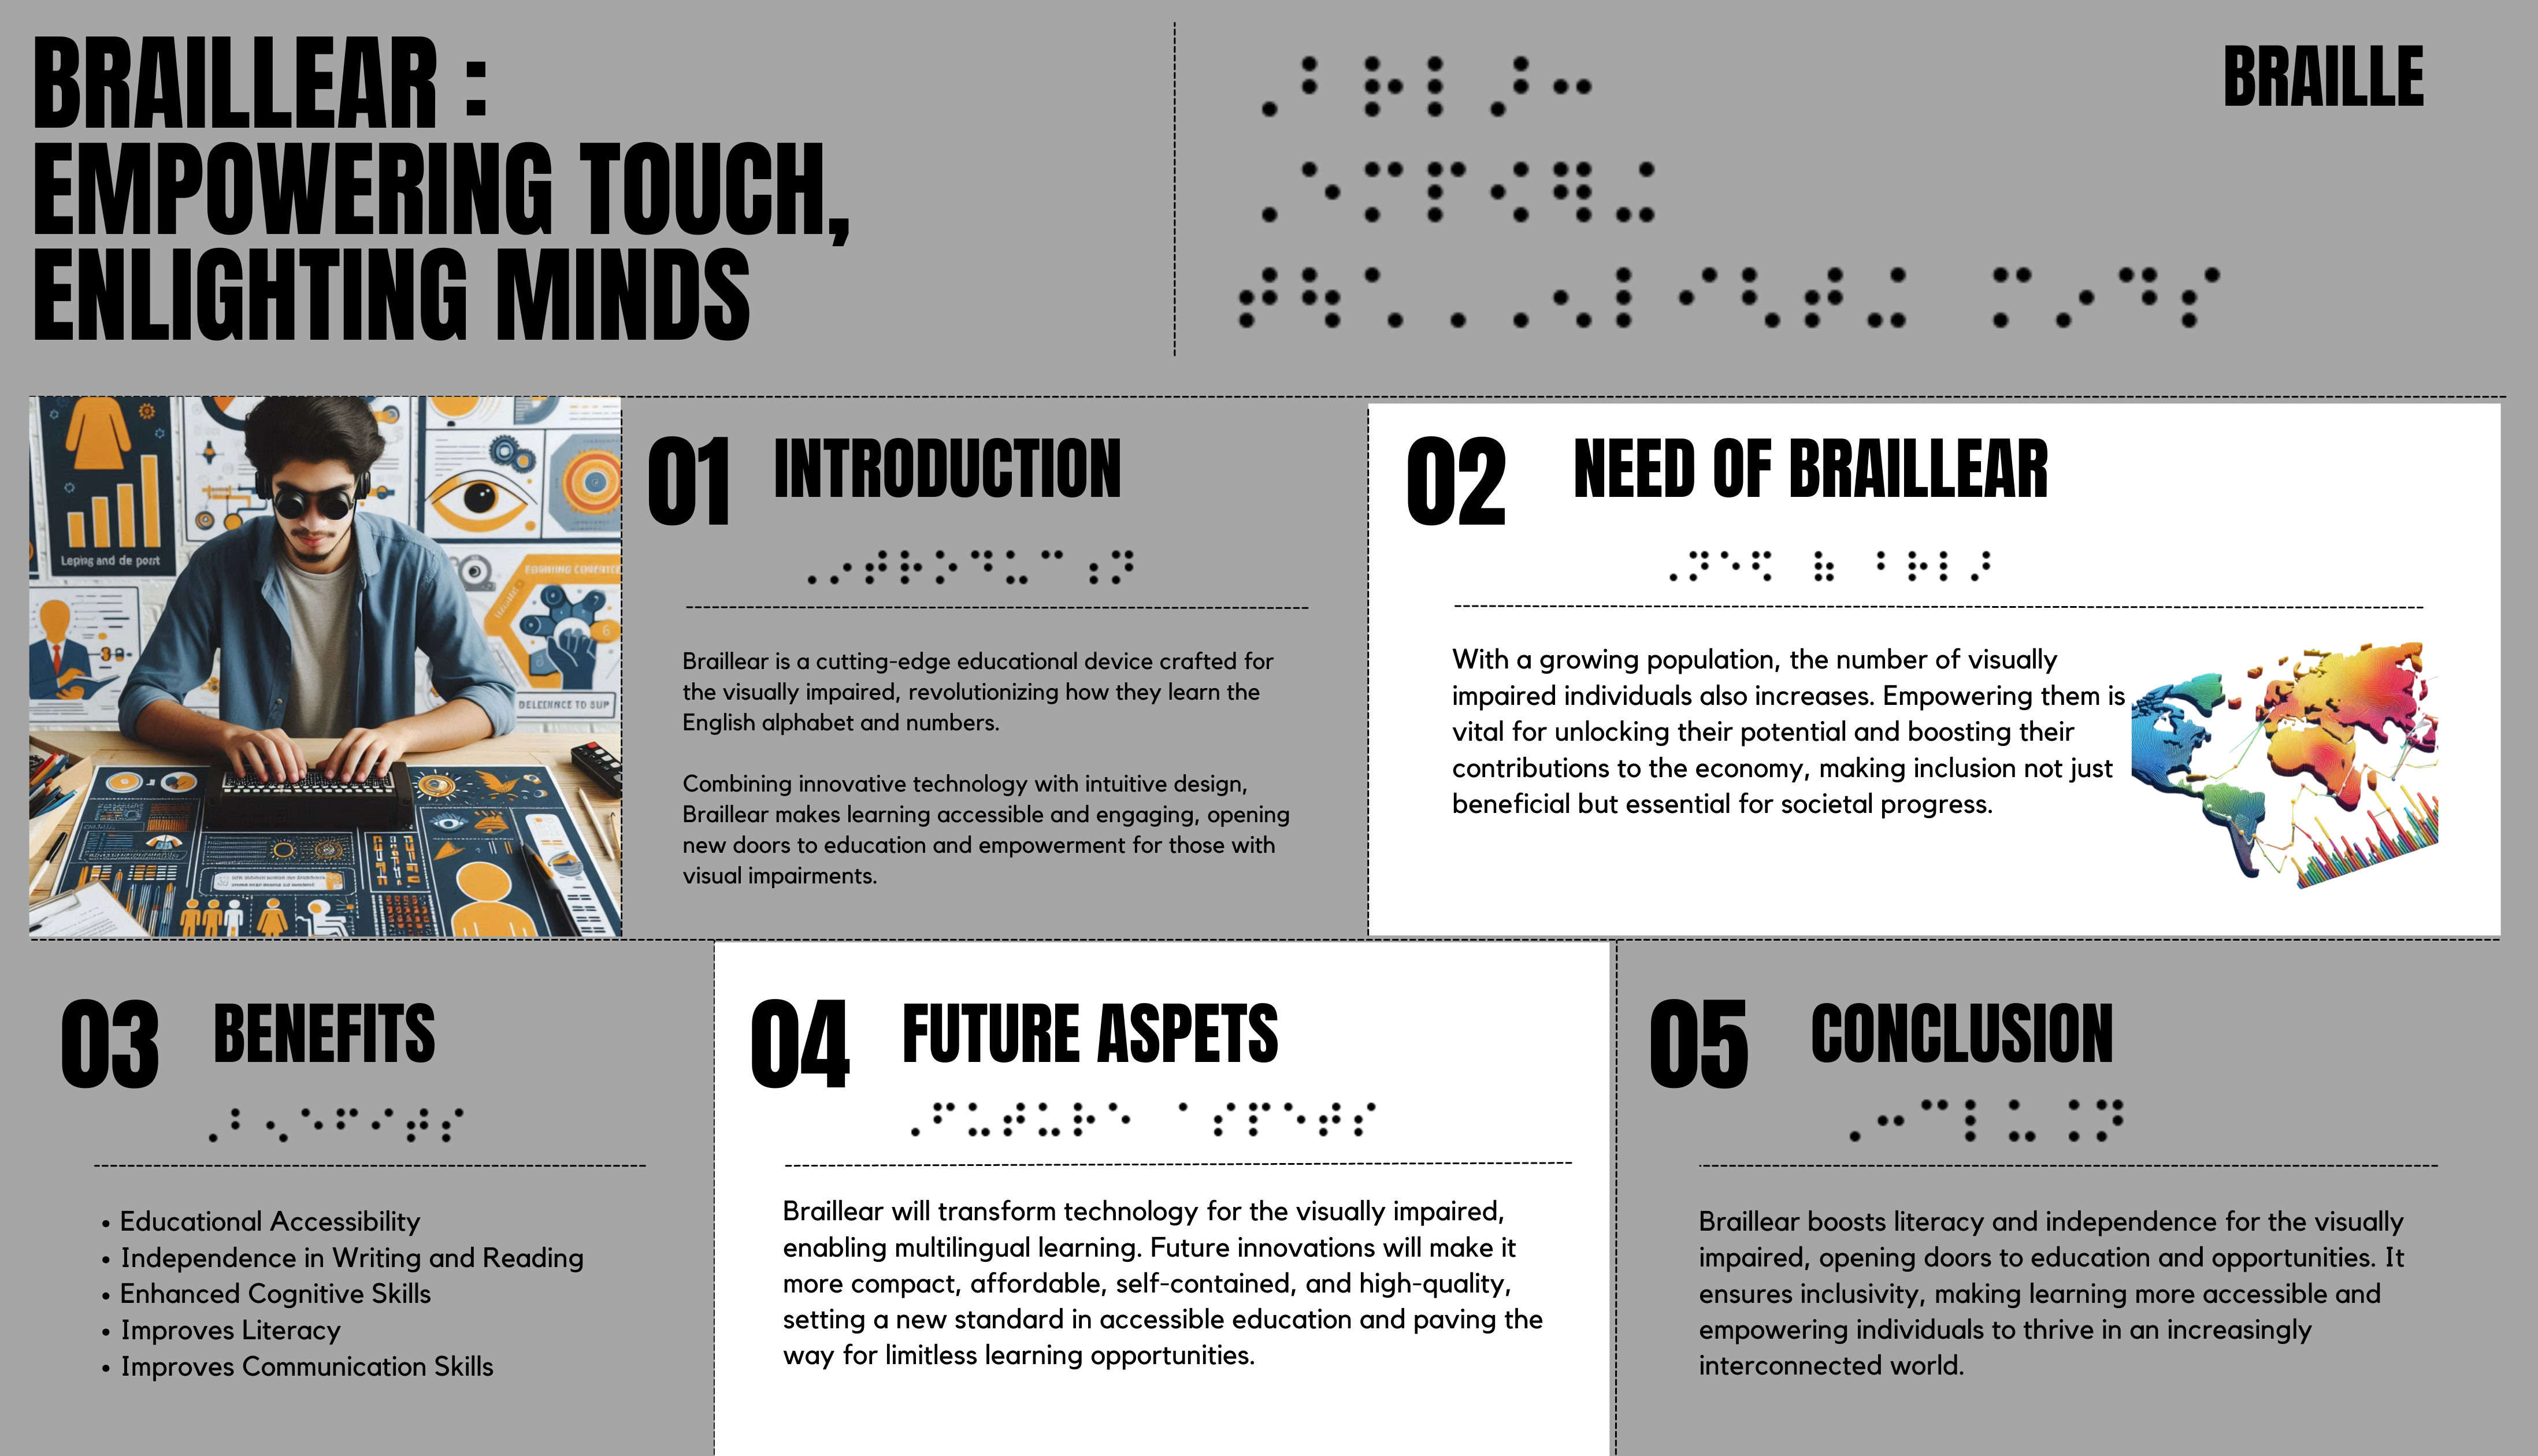 BRAILLEAR :
EMPOWERING TOUCH,
ENLIGHTING MINDS
BRAILLE
01 INTRODUCTION
Braillear is a cutting-edge educational device crafted for
the visually impaired, revolutionizing how they learn the
English alphabet and numbers.
Combining innovative technology with intuitive design,
Braillear makes learning accessible and engaging, opening
new doors to education and empowerment for those with
visual impairments.
02 NEED OF BRAILLEAR
With a growing population, the number of visually
impaired individuals also increases. Empowering them is
vital for unlocking their potential and boosting their
contributions to the economy, making inclusion not just
beneficial but essential for societal progress.
03 BENEFITS
• Educational Accessibility
• Independence in Writing and Reading
• Enhanced Cognitive Skills
• Improves Literacy
• Improves Communication Skills
04 FUTURE ASPETS
Braillear will transform technology for the visually impaired,
enabling multilingual learning. Future innovations will make it
more compact, affordable, self-contained, and high-quality,
setting a new standard in accessible education and paving the
way for limitless learning opportunities.
05 CONCLUSION
Braillear boosts literacy and independence for the visually
impaired, opening doors to education and opportunities. It
ensures inclusivity, making learning more accessible and
empowering individuals to thrive in an increasingly
interconnected world.